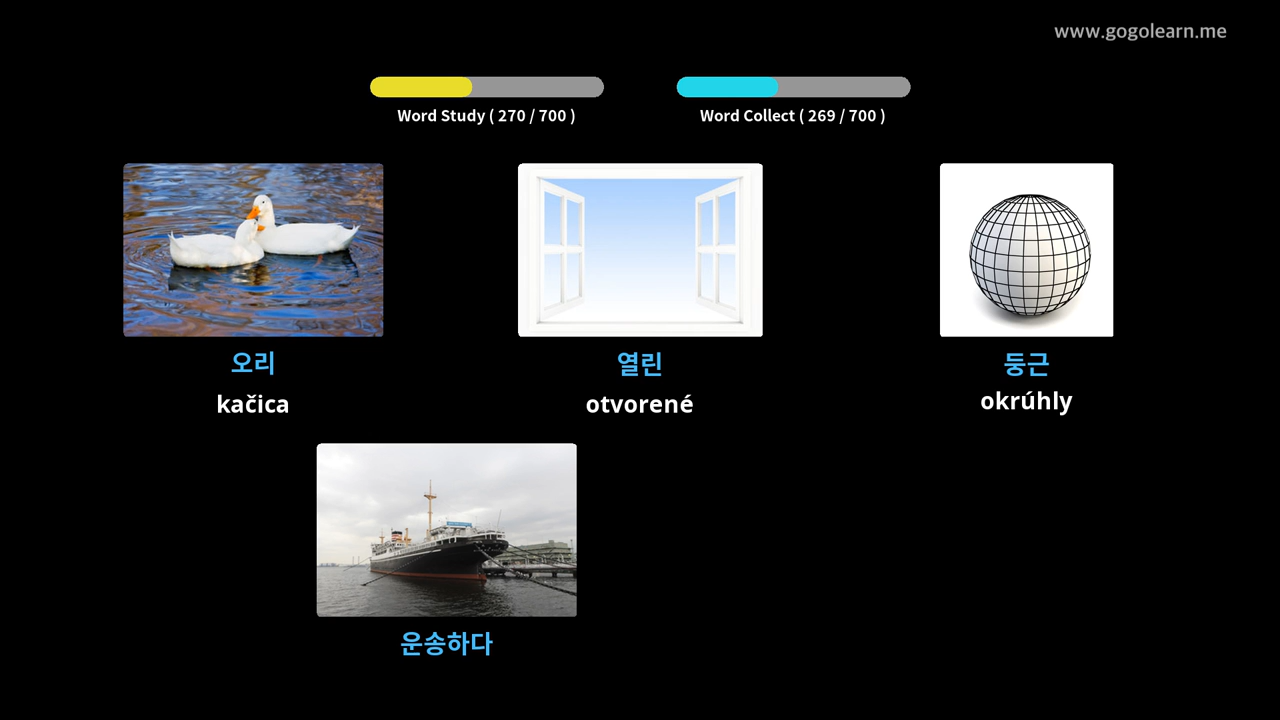 www.gogolearn.me
Word Study ( 270 / 700 )
Word Collect ( 269 / 700 )
오리
열린
둥근
kačica
otvorené
okrúhly
운송하다